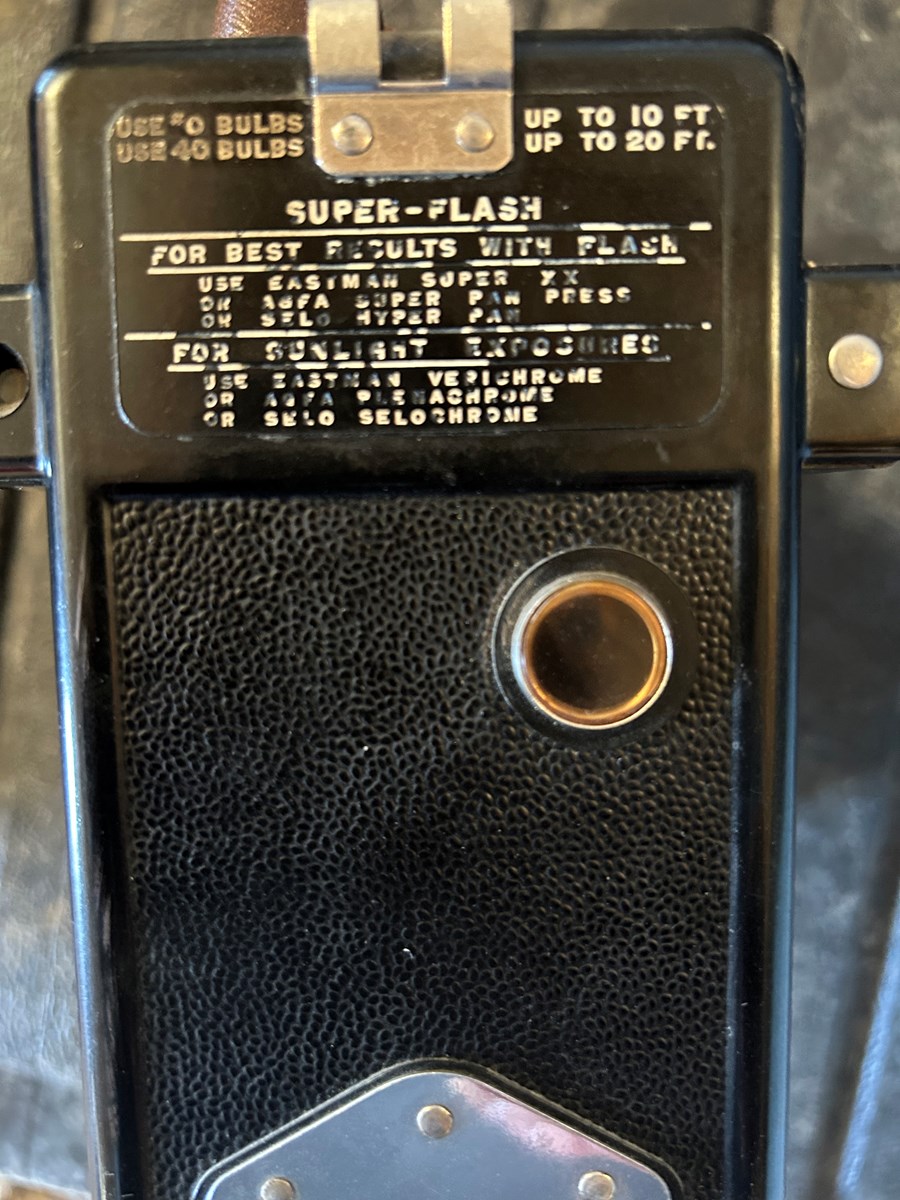 USE #0 BULBS UP TO 10 FT.
USE 40 BULBS UP TO 20 FT.
SUPER-FLASH
FOR BEST RESULTS WITH FLASH
USE EASTMAN SUPER XX
OR AGFA SUPER PAN PRESS
OR SELO HYPER PAN
FOR SUNLIGHT EXPOSURES
USE EASTMAN VERICHROME
OR AGFA PLENACHROME
OR SELO SELOCHROME